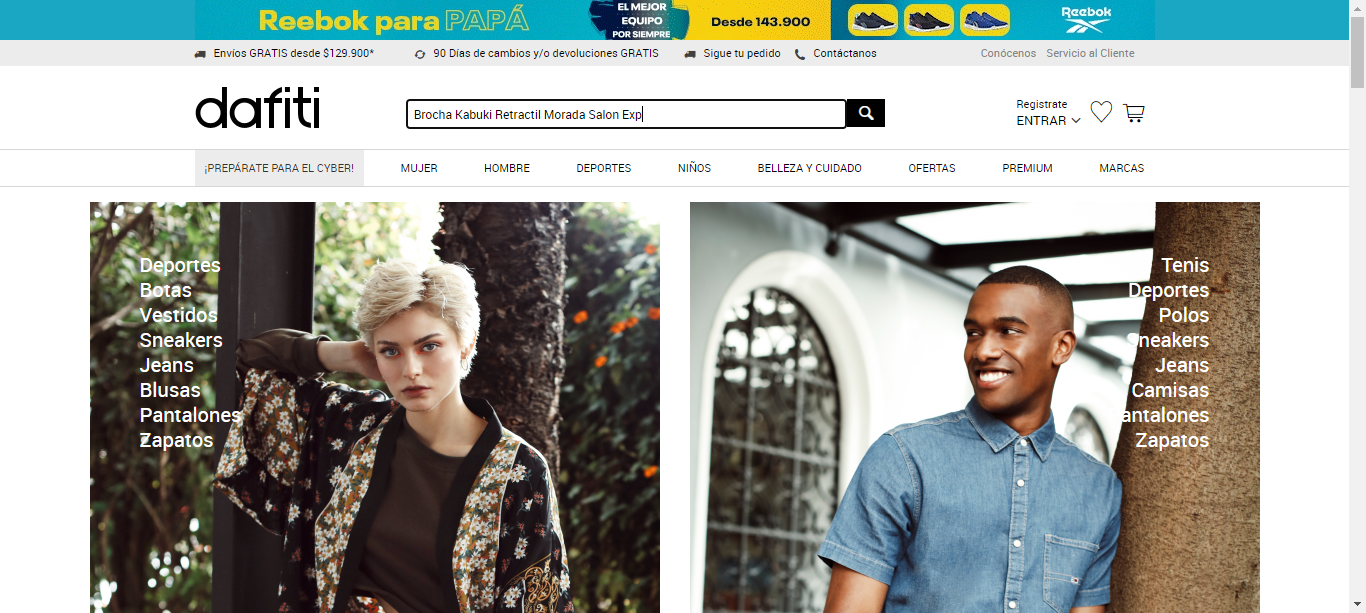 Reebok para PAPÁ
EL MEJOR
EQUIPO
POR SIEMPRE
Desde 143.900
Reebok
Envíos GRATIS desde $129.900*
90 Días de cambios y/o devoluciones GRATIS
Sigue tu pedido
Contáctanos
Conócenos
Servicio al Cliente
dafiti
Brocha Kabuki Retractil Morada Salon Exp
Registrate
ENTRAR
¡PREPÁRATE PARA EL CYBER!
MUJER
HOMBRE
DEPORTES
NIÑOS
BELLEZA Y CUIDADO
OFERTAS
PREMIUM
MARCAS
Deportes
Botas
Vestidos
Sneakers
Jeans
Blusas
Pantalones
Zapatos
Tenis
Deportes
Polos
Sneakers
Jeans
Camisas
Pantalones
Zapatos